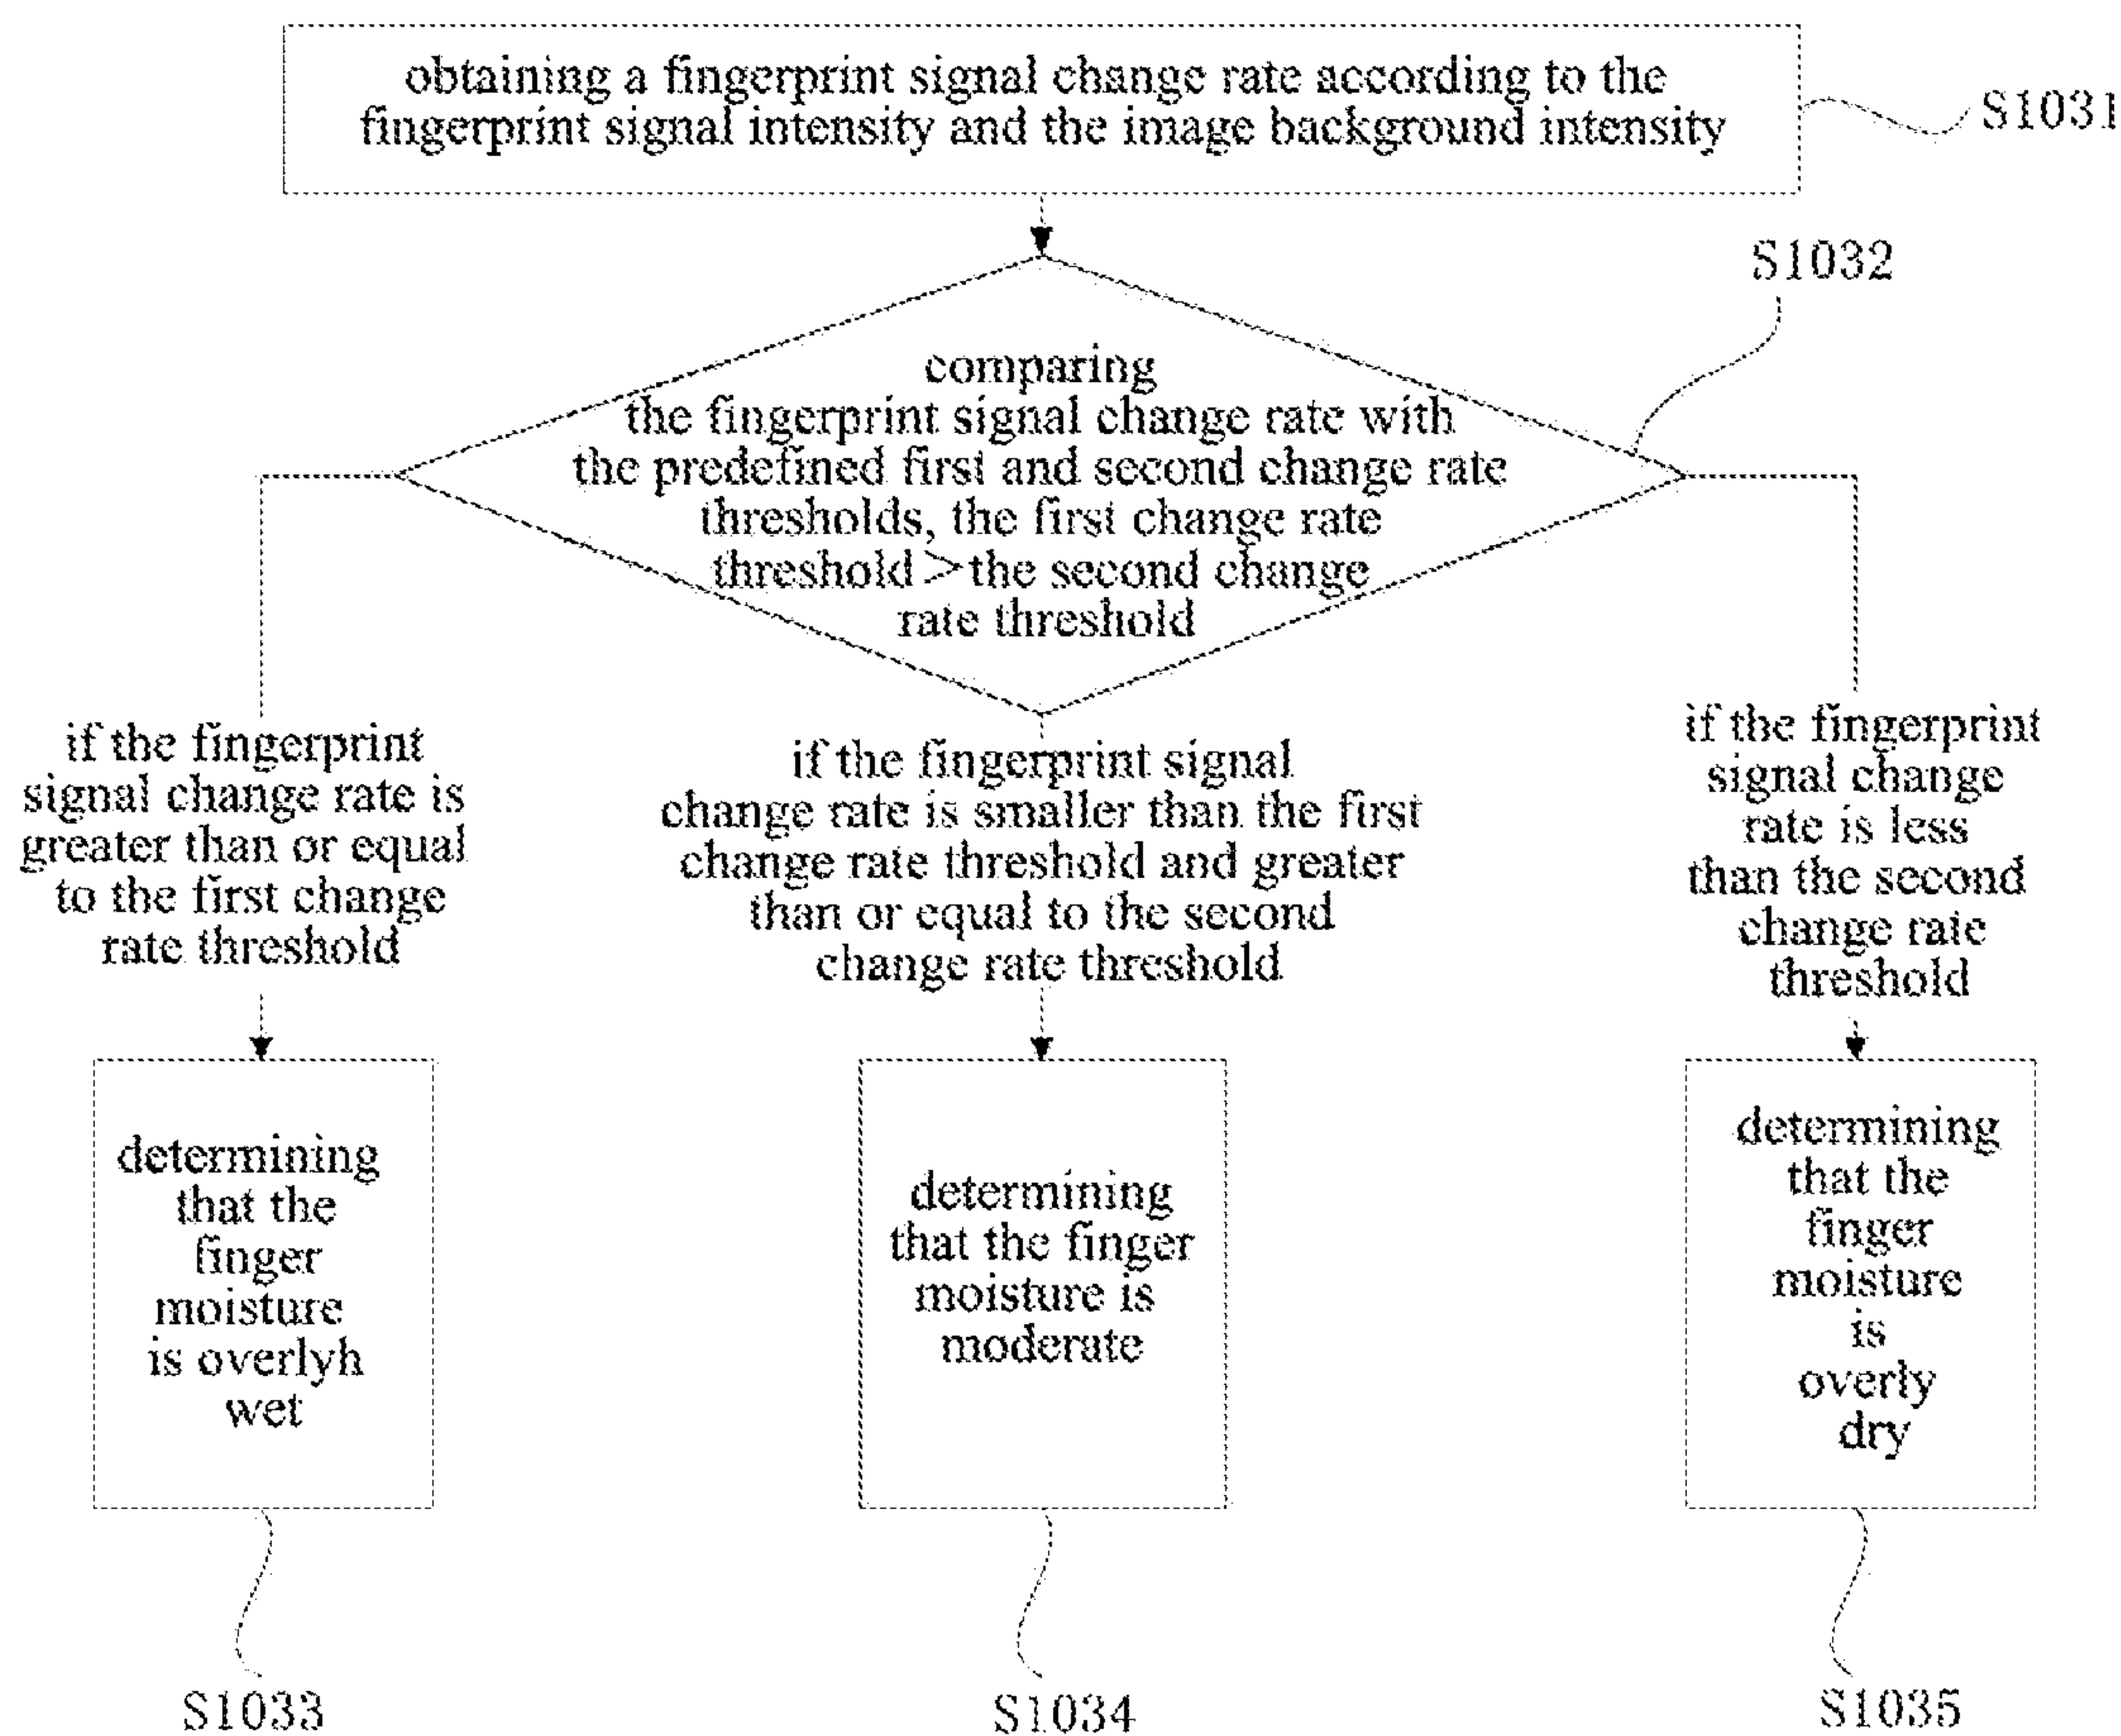 obtaining a fingerprint signal change rate according to the
fingerprint signal intensity and the image background intensity
S1031
S1032
comparing
the fingerprint signal change rate with
the predefined first and second change rate
thresholds, the first change rate
threshold＞the second change
rate threshold
if the fingerprint
signal change rate is
greater than or equal
to the first change
rate threshold
if the fingerprint signal
change rate is smaller than the first
change rate threshold and greater
than or equal to the second
change rate threshold
if the fingerprint
signal change
rate is less
than the second
change rate
threshold
determining
that the
finger
moisture
is overlyh
wet
determining
that the finger
moisture is
moderate
determining
that the
finger
moisture
is
overly
dry
S1033
S1034
S1035